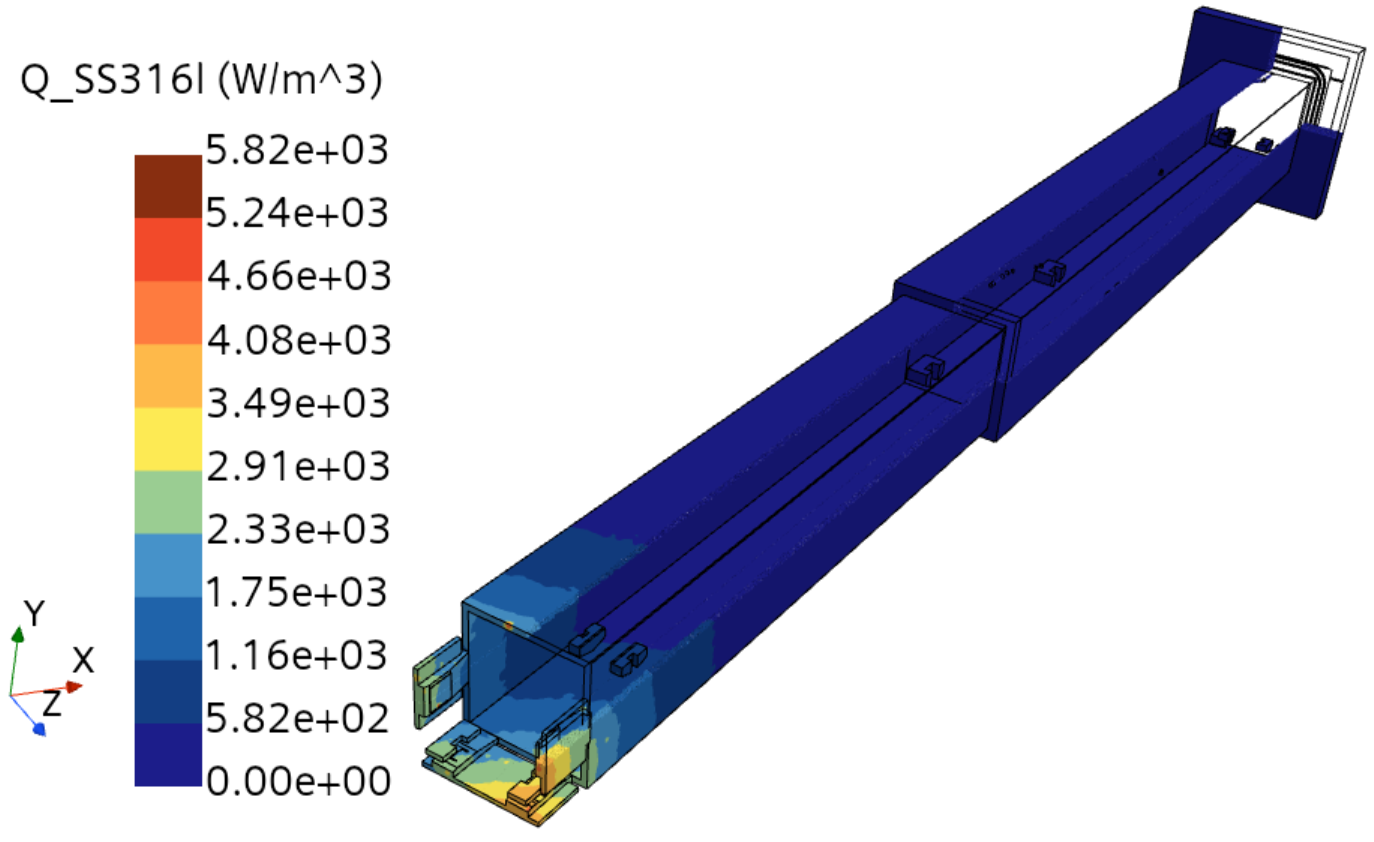 Q_SS316l (W/m^3)
5.82e+03
5.24e+03
4.66e+03
4.08e+03
3.49e+03
2.91e+03
2.33e+03
1.75e+03
1.16e+03
5.82e+02
0.00e+00
Y
X
Z